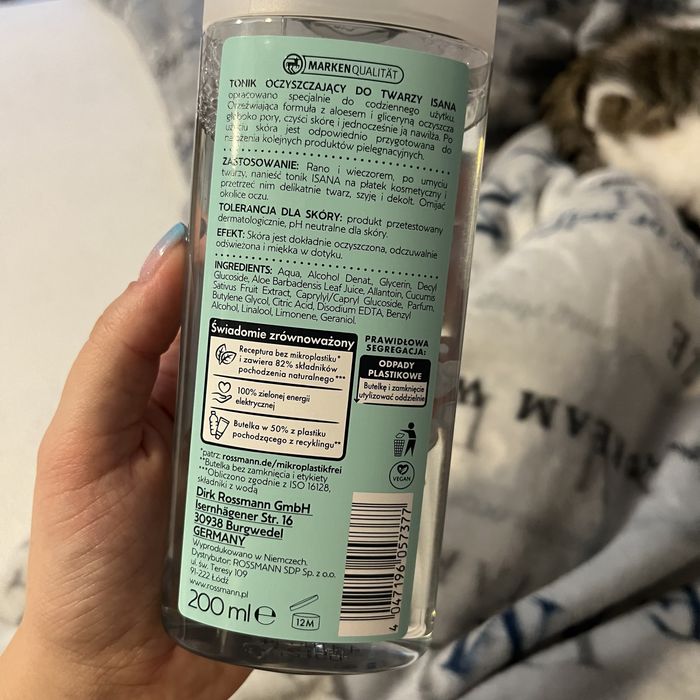 MARKENQUALITÄT
TONIK OCZYSZCZAJĄCY DO TWARZY ISANA
opracowano specjalnie do codziennego użytku.
Orzeźwiająca formuła z aloesem i gliceryną oczyszcza
głęboko pory, czyści skórę i jednocześnie ją nawilża. Po
użyciu skóra jest odpowiednio przygotowana do
nałożenia kolejnych produktów pielęgnacyjnych.
ZASTOSOWANIE: Rano i wieczorem, po umyciu
twarzy, nanieść tonik ISANA na płatek kosmetyczny i
przetrzeć nim delikatnie twarz, szyję i dekolt. Omijać
okolice oczu.
TOLERANCJA DLA SKÓRY: produkt przetestowany
dermatologicznie, pH neutralne dla skóry.
EFEKT: Skóra jest dokładnie oczyszczona, odczuwalnie
odświeżona i miękka w dotyku.
INGREDIENTS: Aqua, Alcohol Denat., Glycerin, Decyl
Glucoside, Aloe Barbadensis Leaf Juice, Allantoin, Cucumis
Sativus Fruit Extract, Caprylyl/Capryl Glucoside, Parfum,
Butylene Glycol, Citric Acid, Disodium EDTA, Benzyl
Alcohol, Linalool, Limonene, Geraniol.
Świadomie zrównoważony
Receptura bez mikroplastiku*
i zawiera 82% składników
pochodzenia naturalnego***
100% zielonej energii
elektrycznej
Butelka w 50% z plastiku
pochodzącego z recyklingu**
PRAWIDŁOWA
SEGREGACJA:
ODPADY
PLASTIKOWE
Butelkę i zamknięcie
utylizować oddzielnie
VEGAN
*patrz: rossmann.de/mikroplastikfrei
**Butelka bez zamknięcia i etykiety
***Obliczono zgodnie z ISO 16128,
składniki z wodą
Dirk Rossmann GmbH
Isernhägener Str. 16
30938 Burgwedel
GERMANY
Wyprodukowano w Niemczech.
Dystrybutor: ROSSMANN SDP Sp. z o.o.
ul. św. Teresy 109
91-222 Łódź
www.rossmann.pl
200 ml e
12M
4 047196 057377